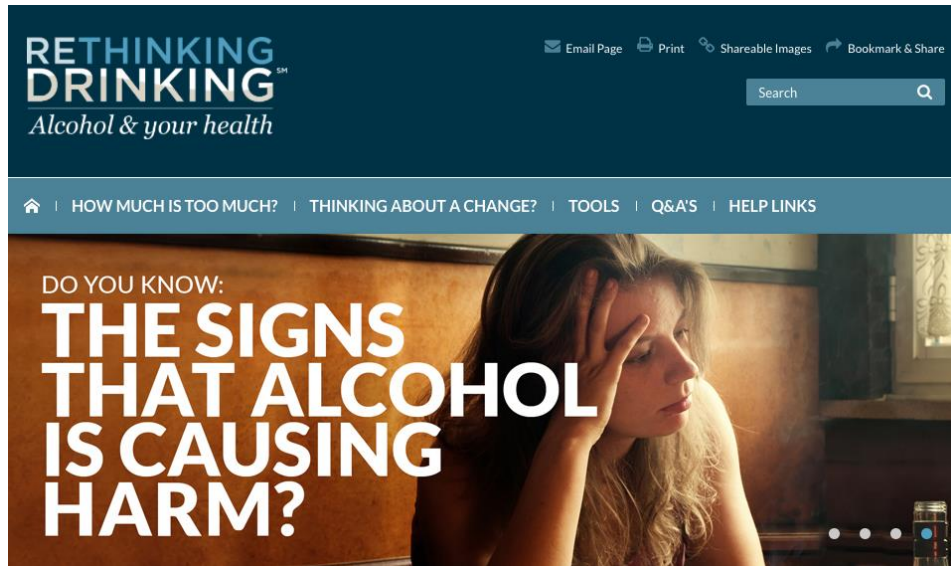 RETHINKING
DRINKING℠
Alcohol & your health
Email Page Print Shareable Images Bookmark & Share
Search
HOW MUCH IS TOO MUCH? THINKING ABOUT A CHANGE? TOOLS Q&A'S HELP LINKS
DO YOU KNOW:
THE SIGNS
THAT ALCOHOL
IS CAUSING
HARM?